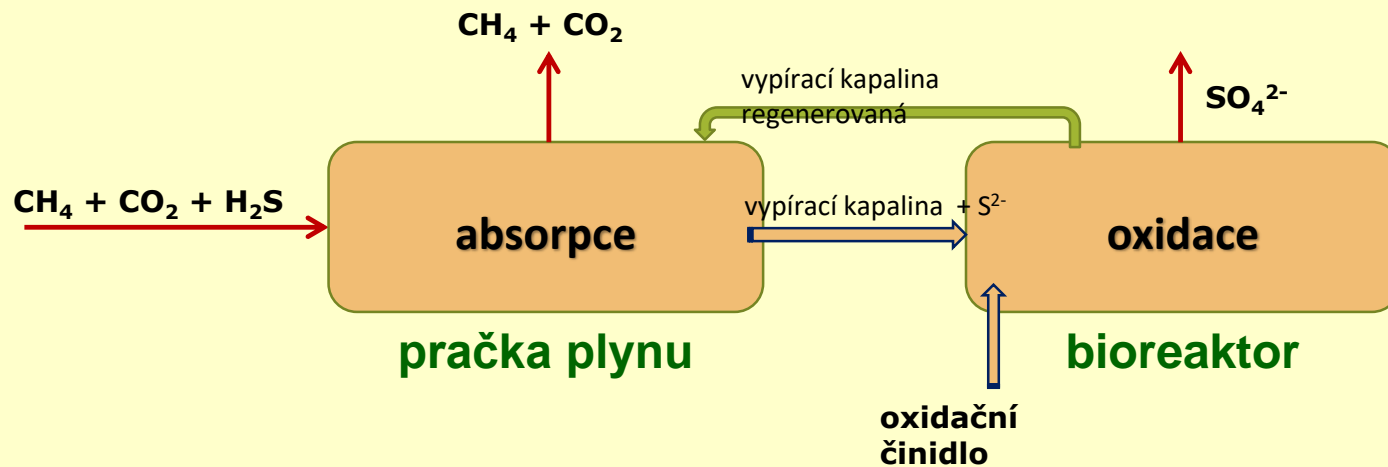 CH₄ + CO₂
vypírací kapalina
regenerovaná
SO₄²⁻
CH₄ + CO₂ + H₂S
absorpce
vypírací kapalina + S²⁻
oxidace
pračka plynu
bioreaktor
oxidační
činidlo